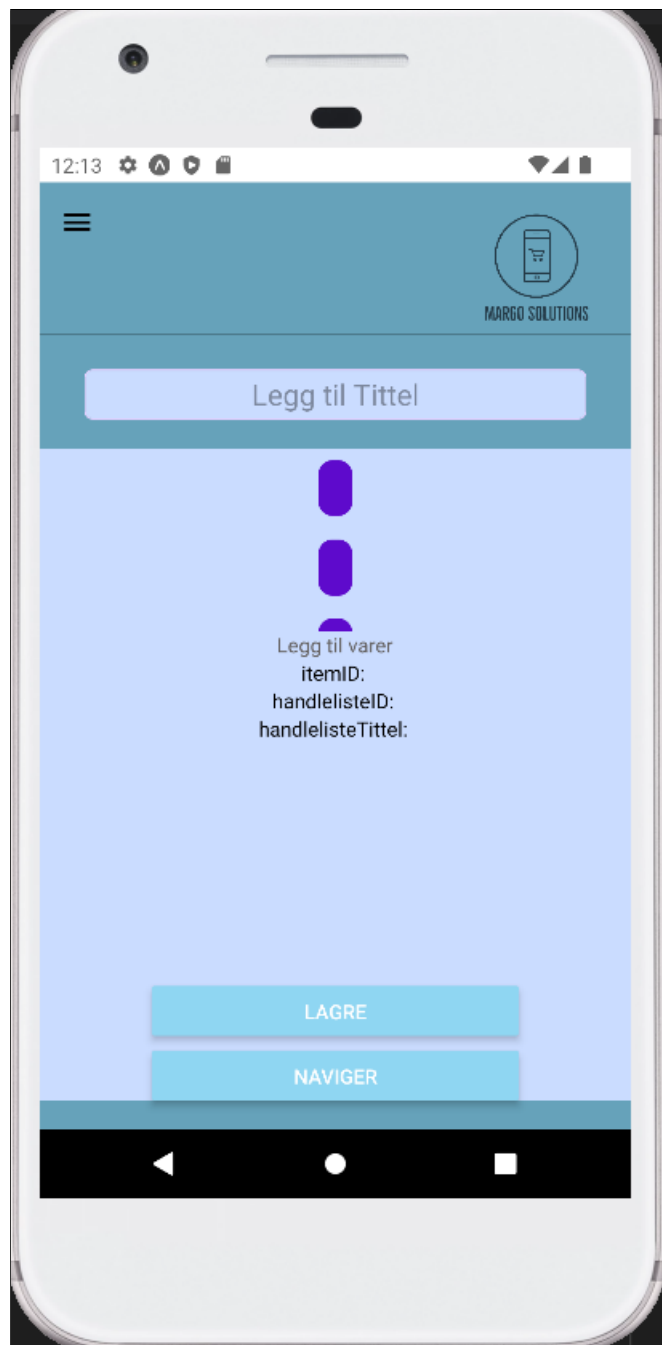 12:13
MARGO SOLUTIONS
Legg til Tittel
Legg til varer
itemID:
handlelisteID:
handlelisteTittel:
LAGRE
NAVIGER